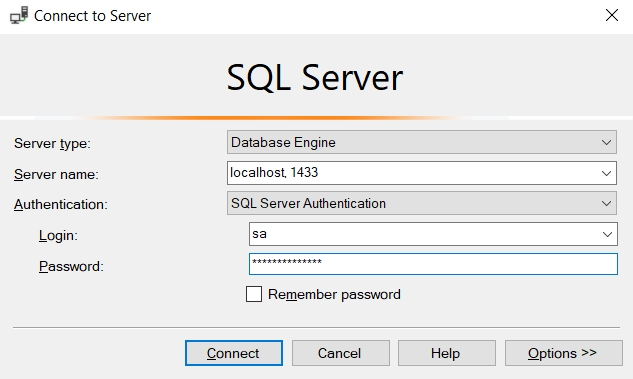 Connect to Server
SQL Server
Server type: Database Engine
Server name: localhost, 1433
Authentication: SQL Server Authentication
Login: sa
Password: **************
Remember password
Connect Cancel Help Options >>